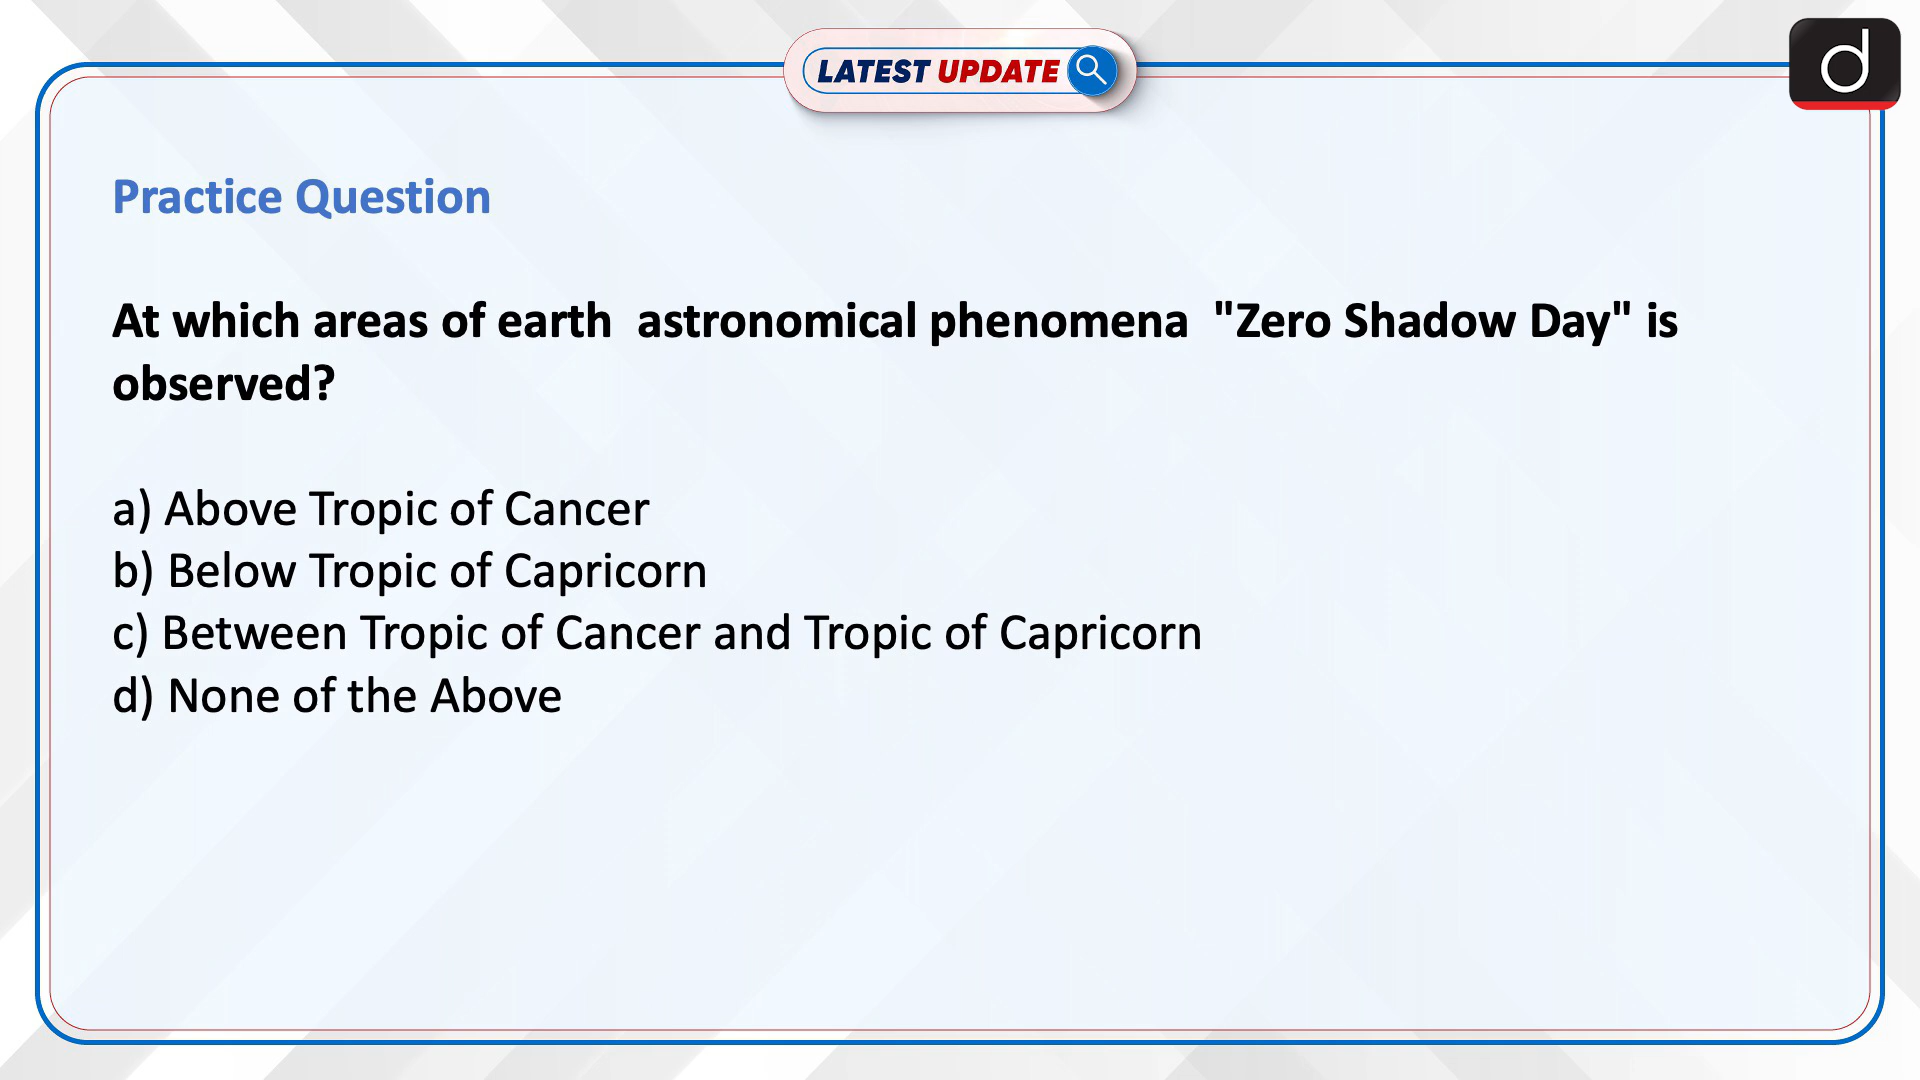 LATEST UPDATE
d
Practice Question
At which areas of earth  astronomical phenomena  "Zero Shadow Day" is
observed?
a) Above Tropic of Cancer
b) Below Tropic of Capricorn
c) Between Tropic of Cancer and Tropic of Capricorn
d) None of the Above